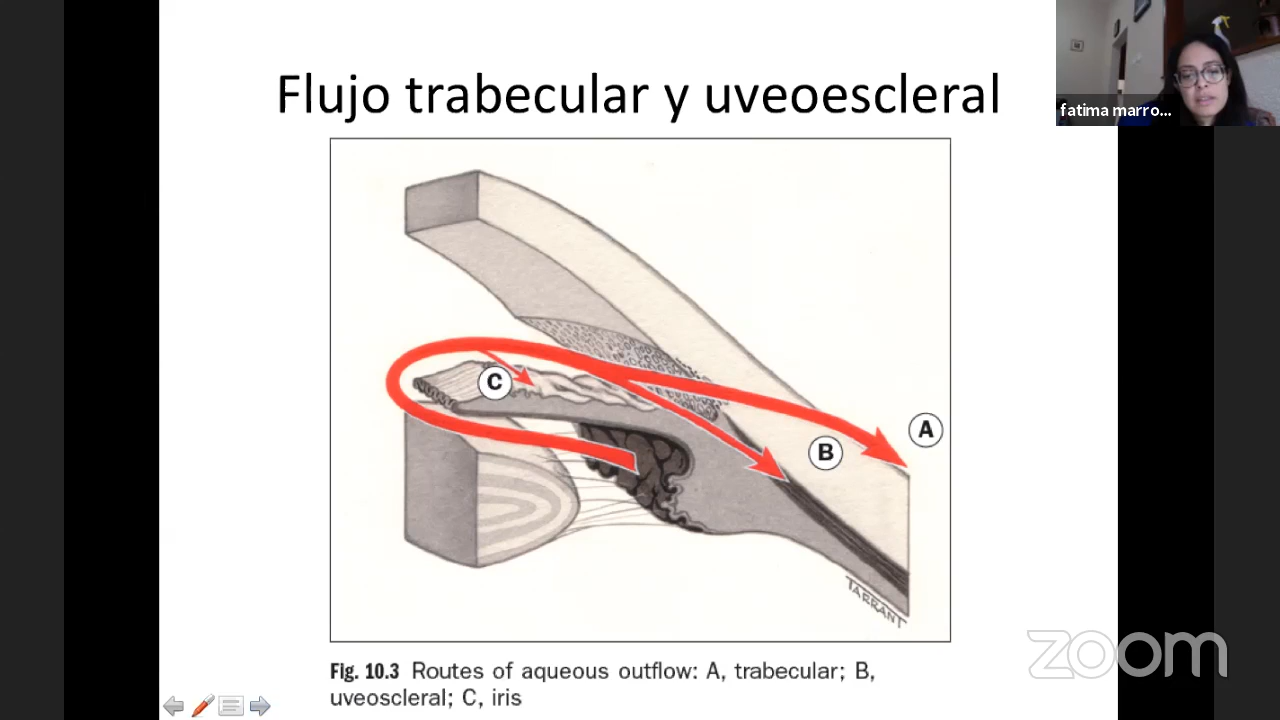 Flujo trabecular y uveoescleral
fatima marro...
C
A
B
TARRANT
Fig. 10.3 Routes of aqueous outflow: A, trabecular; B,
uveoscleral; C, iris
zoom